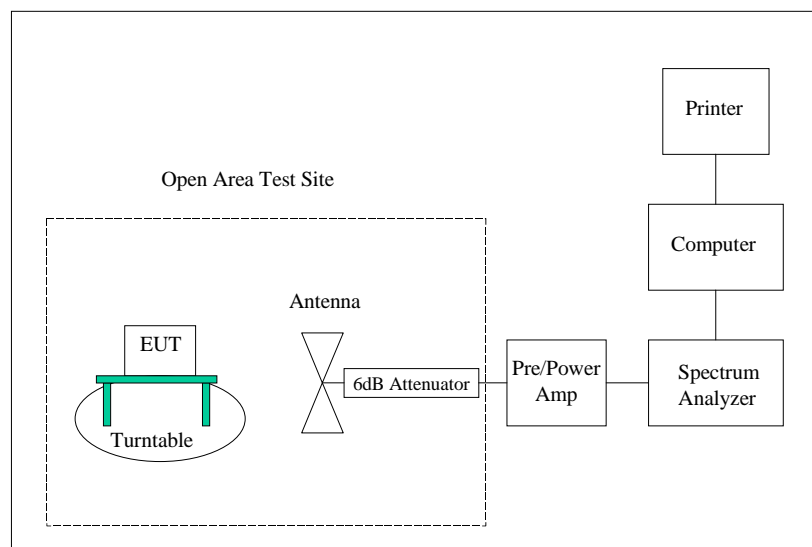 Printer
Open Area Test Site
Computer
Antenna
EUT
6dB Attenuator
Pre/Power
Amp
Spectrum
Analyzer
Turntable